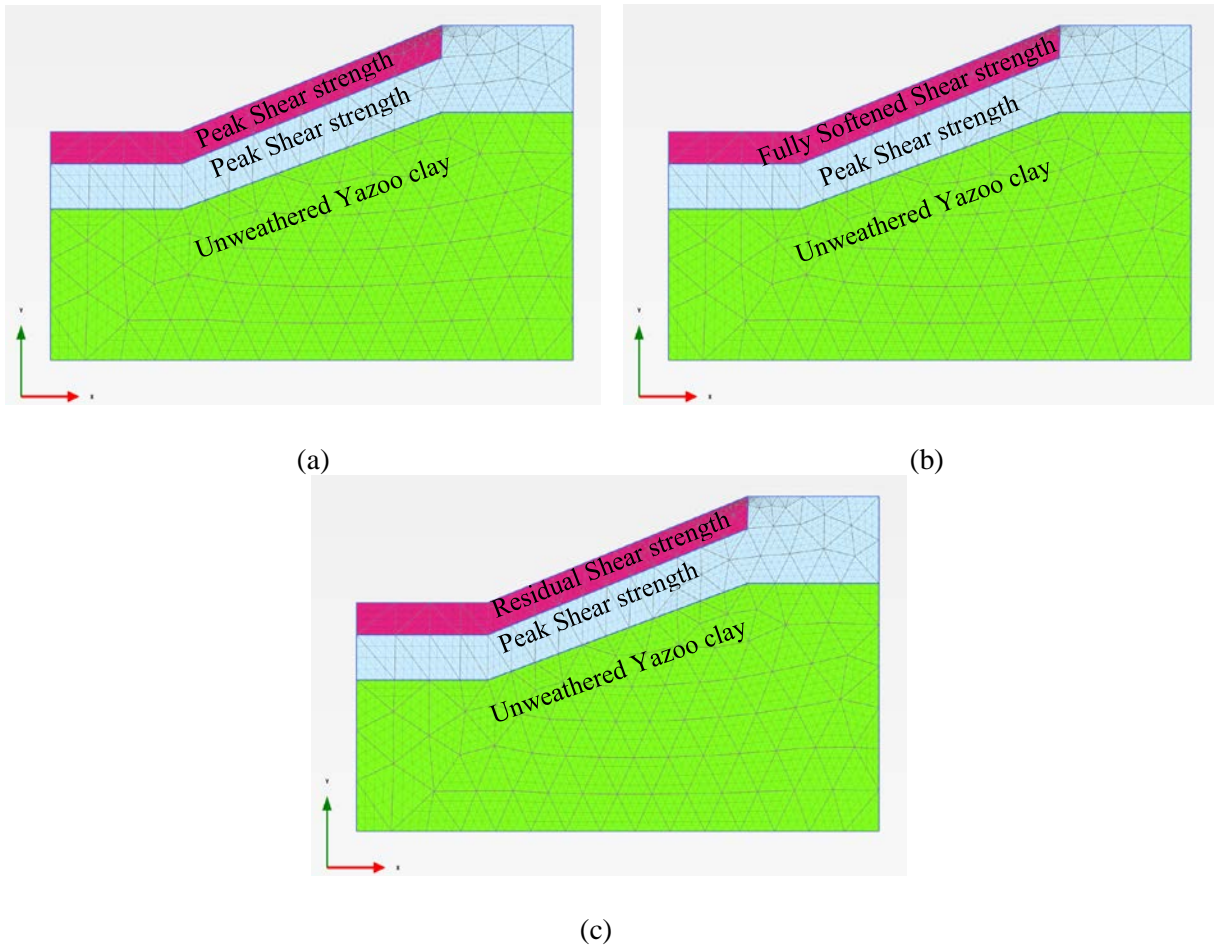 Peak Shear strength
Peak Shear strength
Unweathered Yazoo clay
Y
x
(a)
Fully Softened Shear strength
Peak Shear strength
Unweathered Yazoo clay
Y
x
(b)
Residual Shear strength
Peak Shear strength
Unweathered Yazoo clay
Y
x
(c)